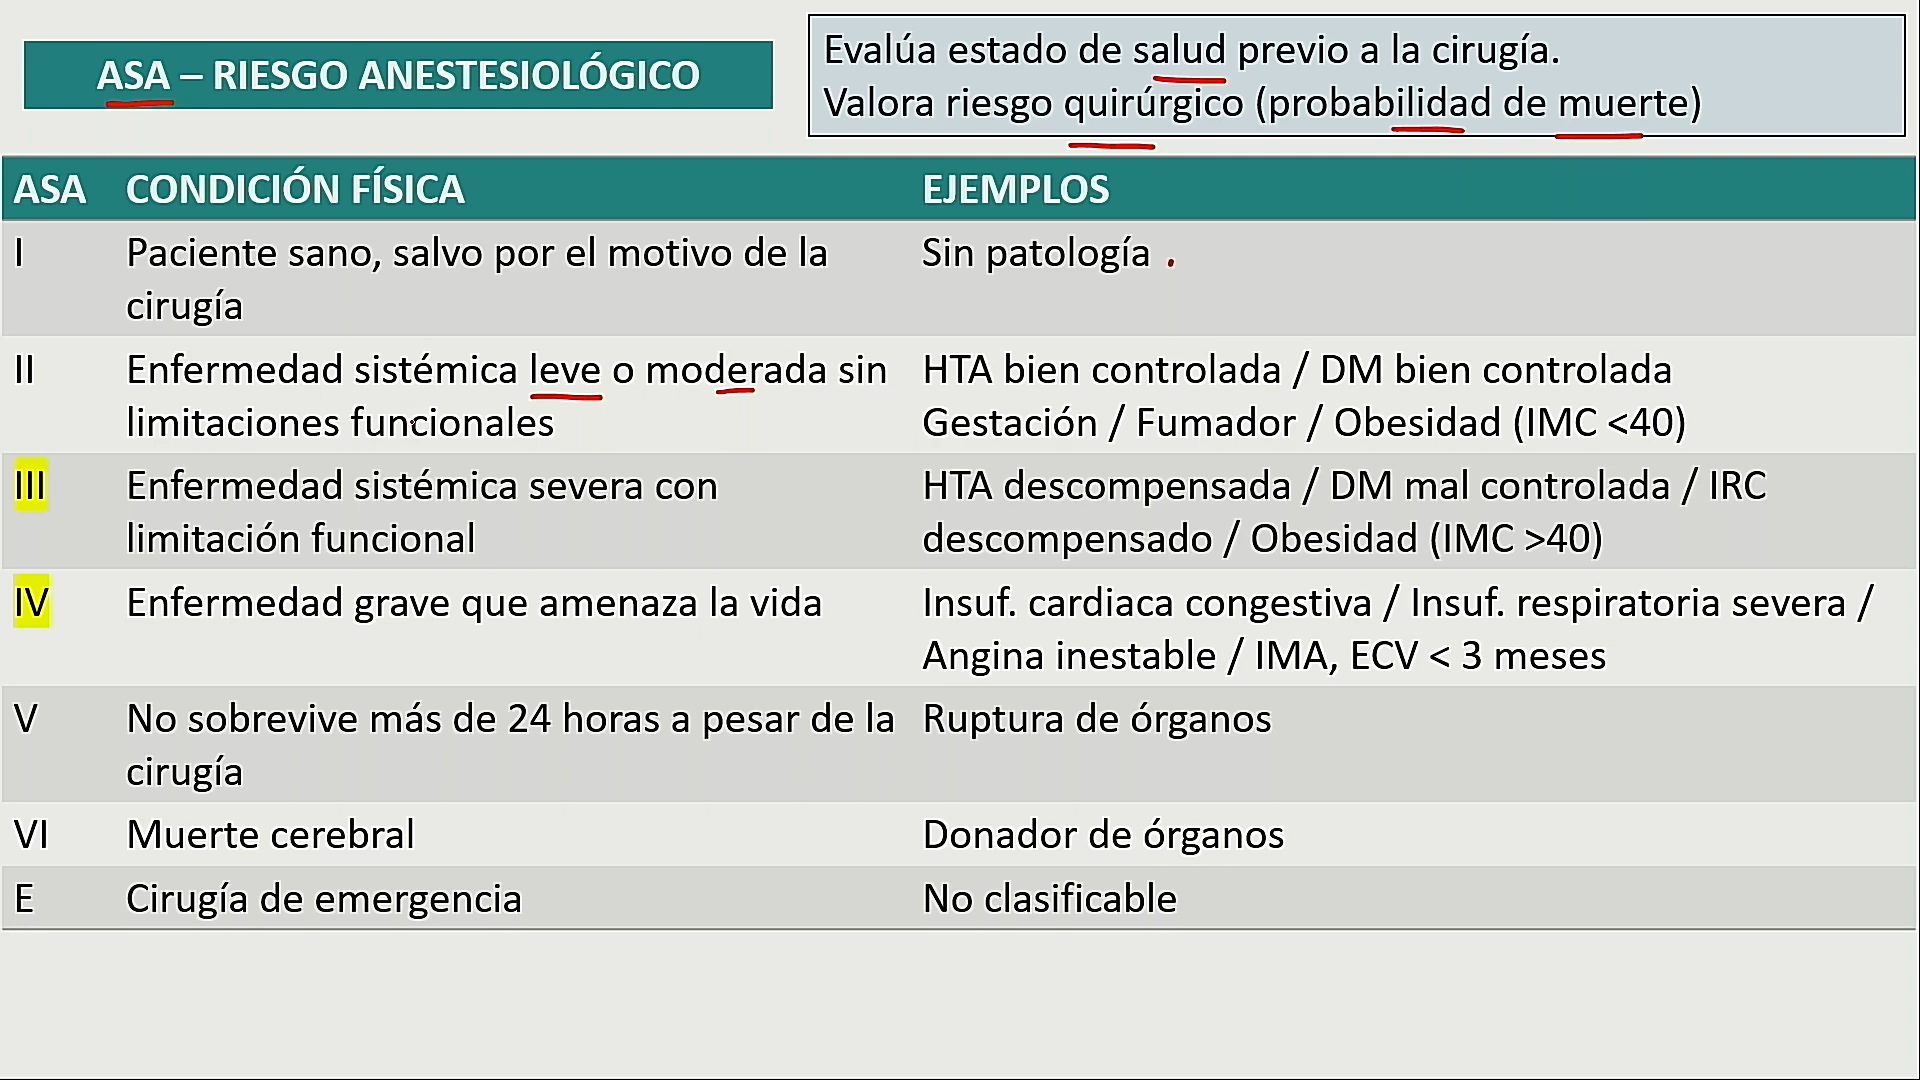 ASA – RIESGO ANESTESIOLÓGICO
Evalúa estado de salud previo a la cirugía.
Valora riesgo quirúrgico (probabilidad de muerte)
ASA CONDICIÓN FÍSICA EJEMPLOS
I Paciente sano, salvo por el motivo de la Sin patología
cirugía
II Enfermedad sistémica leve o moderada sin HTA bien controlada / DM bien controlada
limitaciones funcionales Gestación / Fumador / Obesidad (IMC <40)
III Enfermedad sistémica severa con HTA descompensada / DM mal controlada / IRC
limitación funcional descompensado / Obesidad (IMC >40)
IV Enfermedad grave que amenaza la vida Insuf. cardiaca congestiva / Insuf. respiratoria severa /
Angina inestable / IMA, ECV < 3 meses
V No sobrevive más de 24 horas a pesar de la Ruptura de órganos
cirugía
VI Muerte cerebral Donador de órganos
E Cirugía de emergencia No clasificable